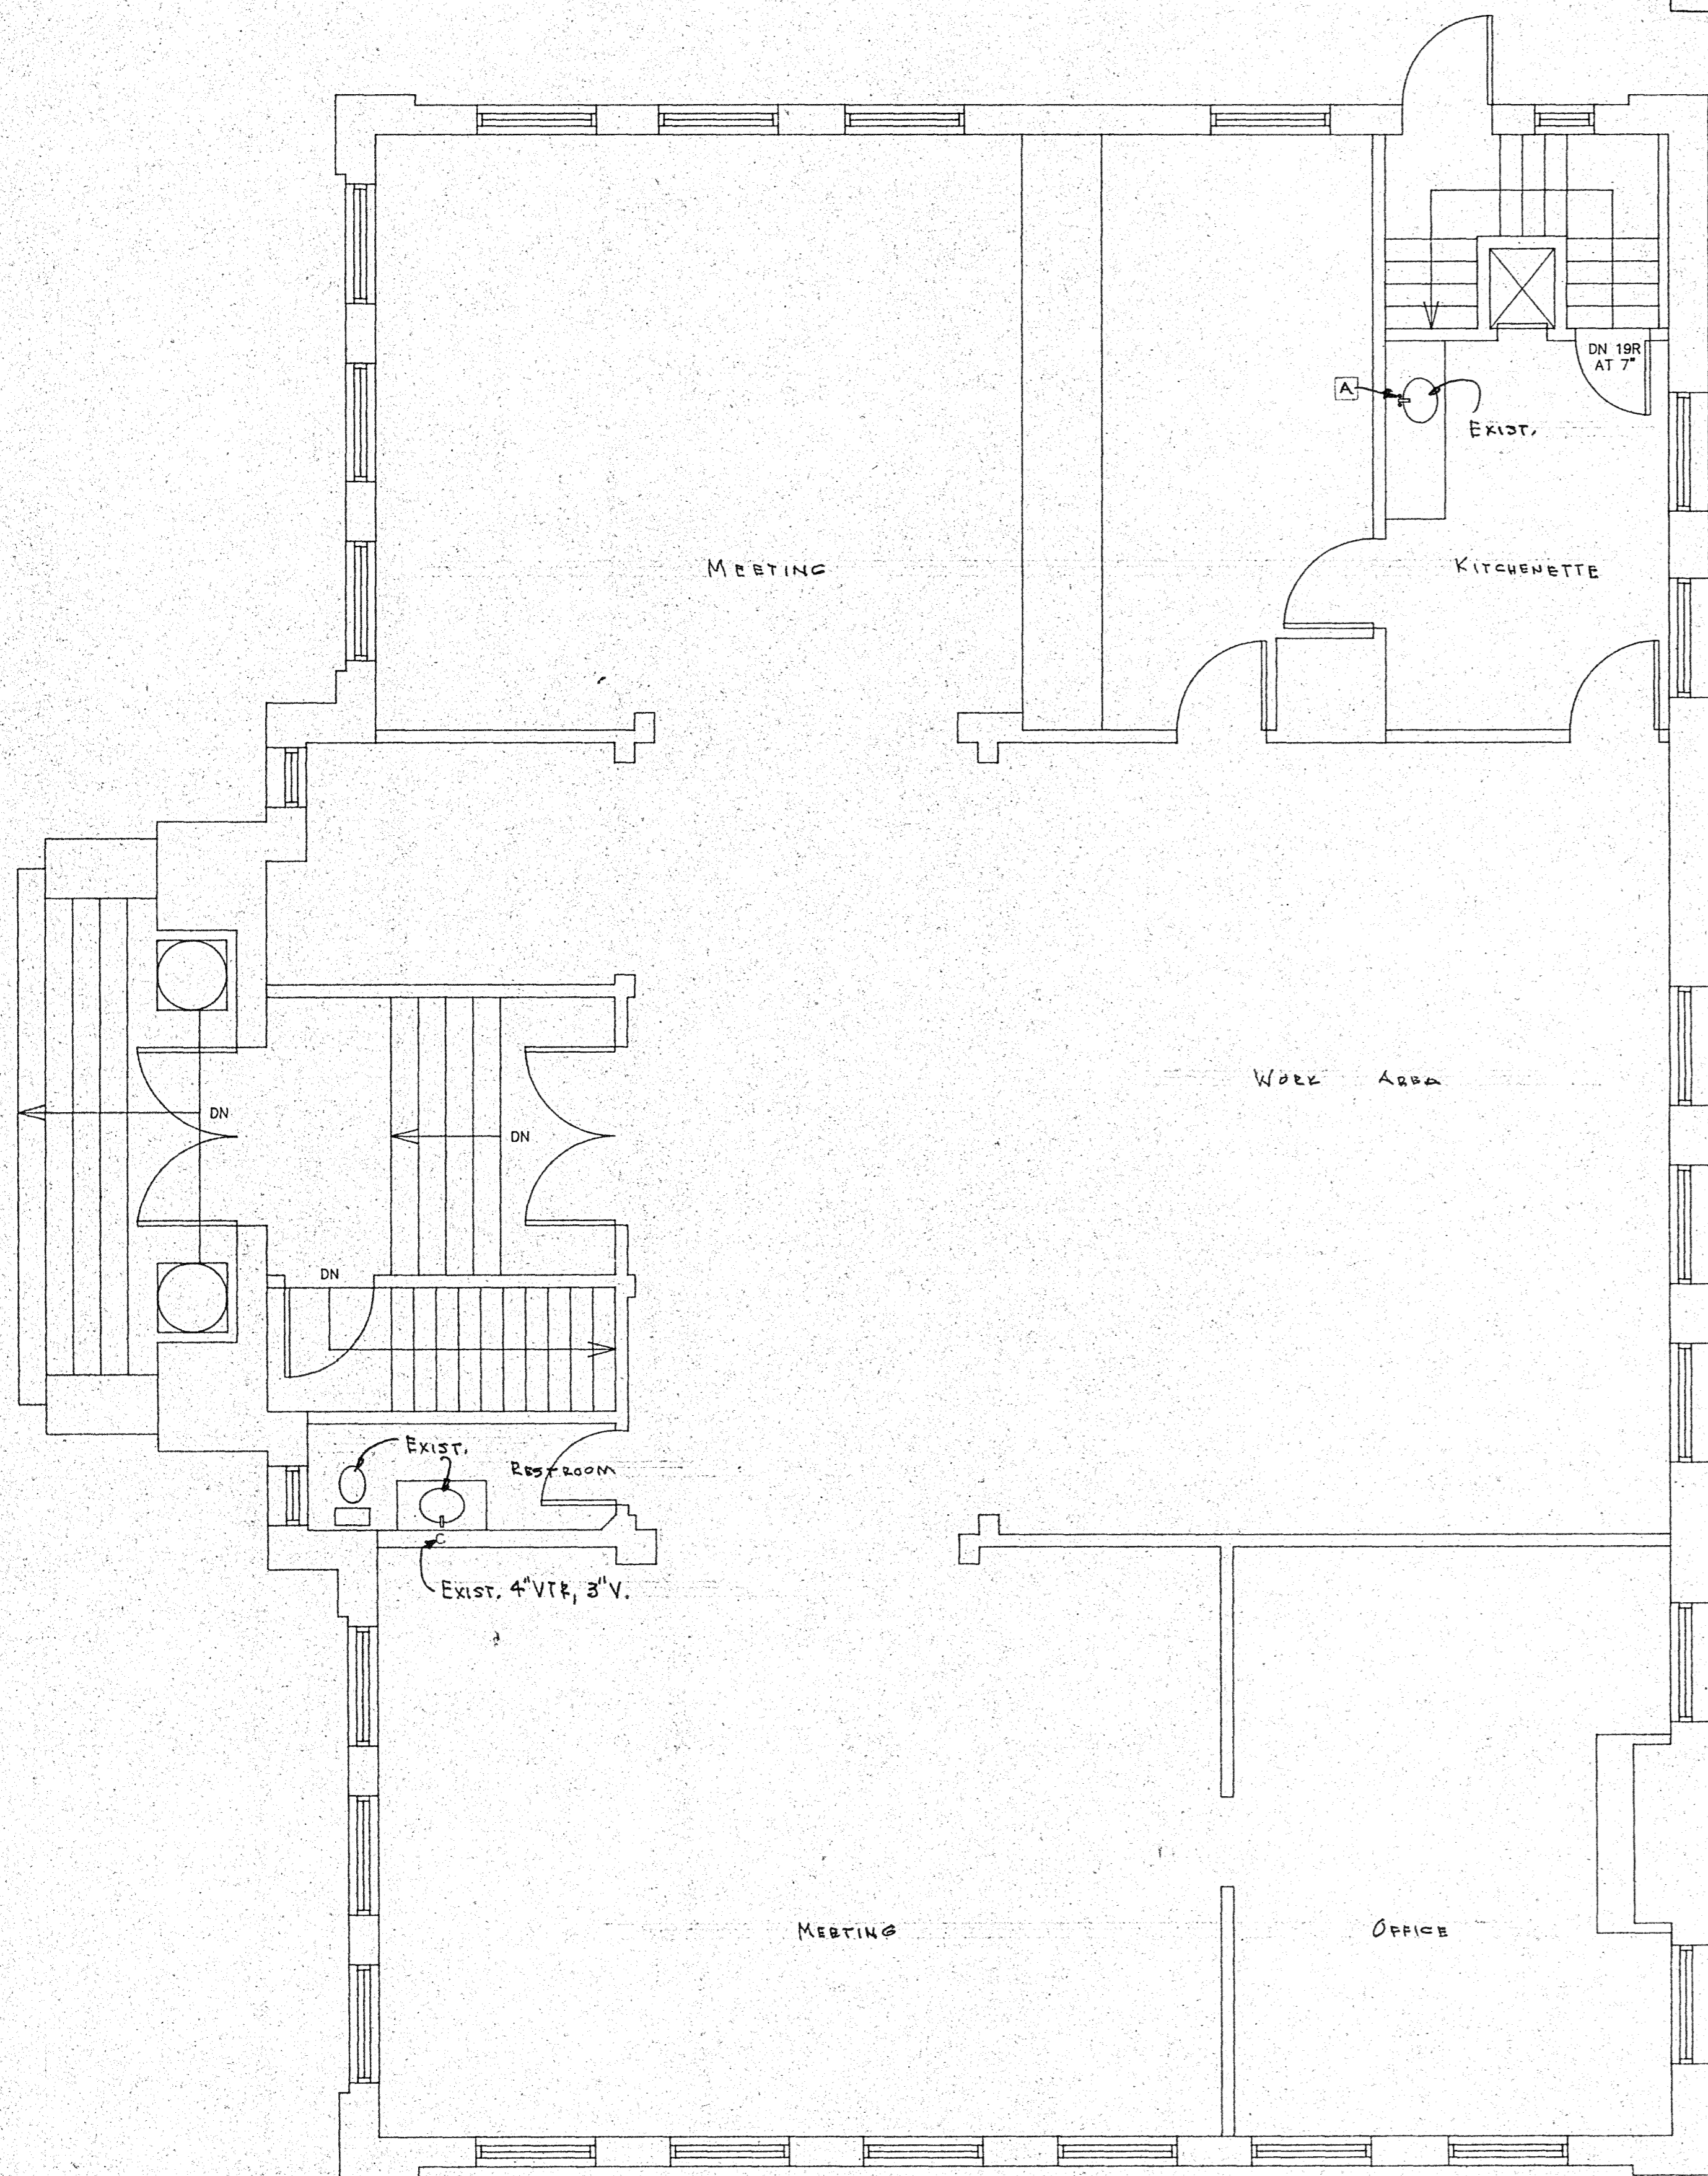 DN 19R
AT 7"
A
EXIST.
MEETING
KITCHENETTE
WORK AREA
DN
DN
DN
EXIST.
RESTROOM
C
EXIST. 4"VTR, 3"V.
MEETING
OFFICE